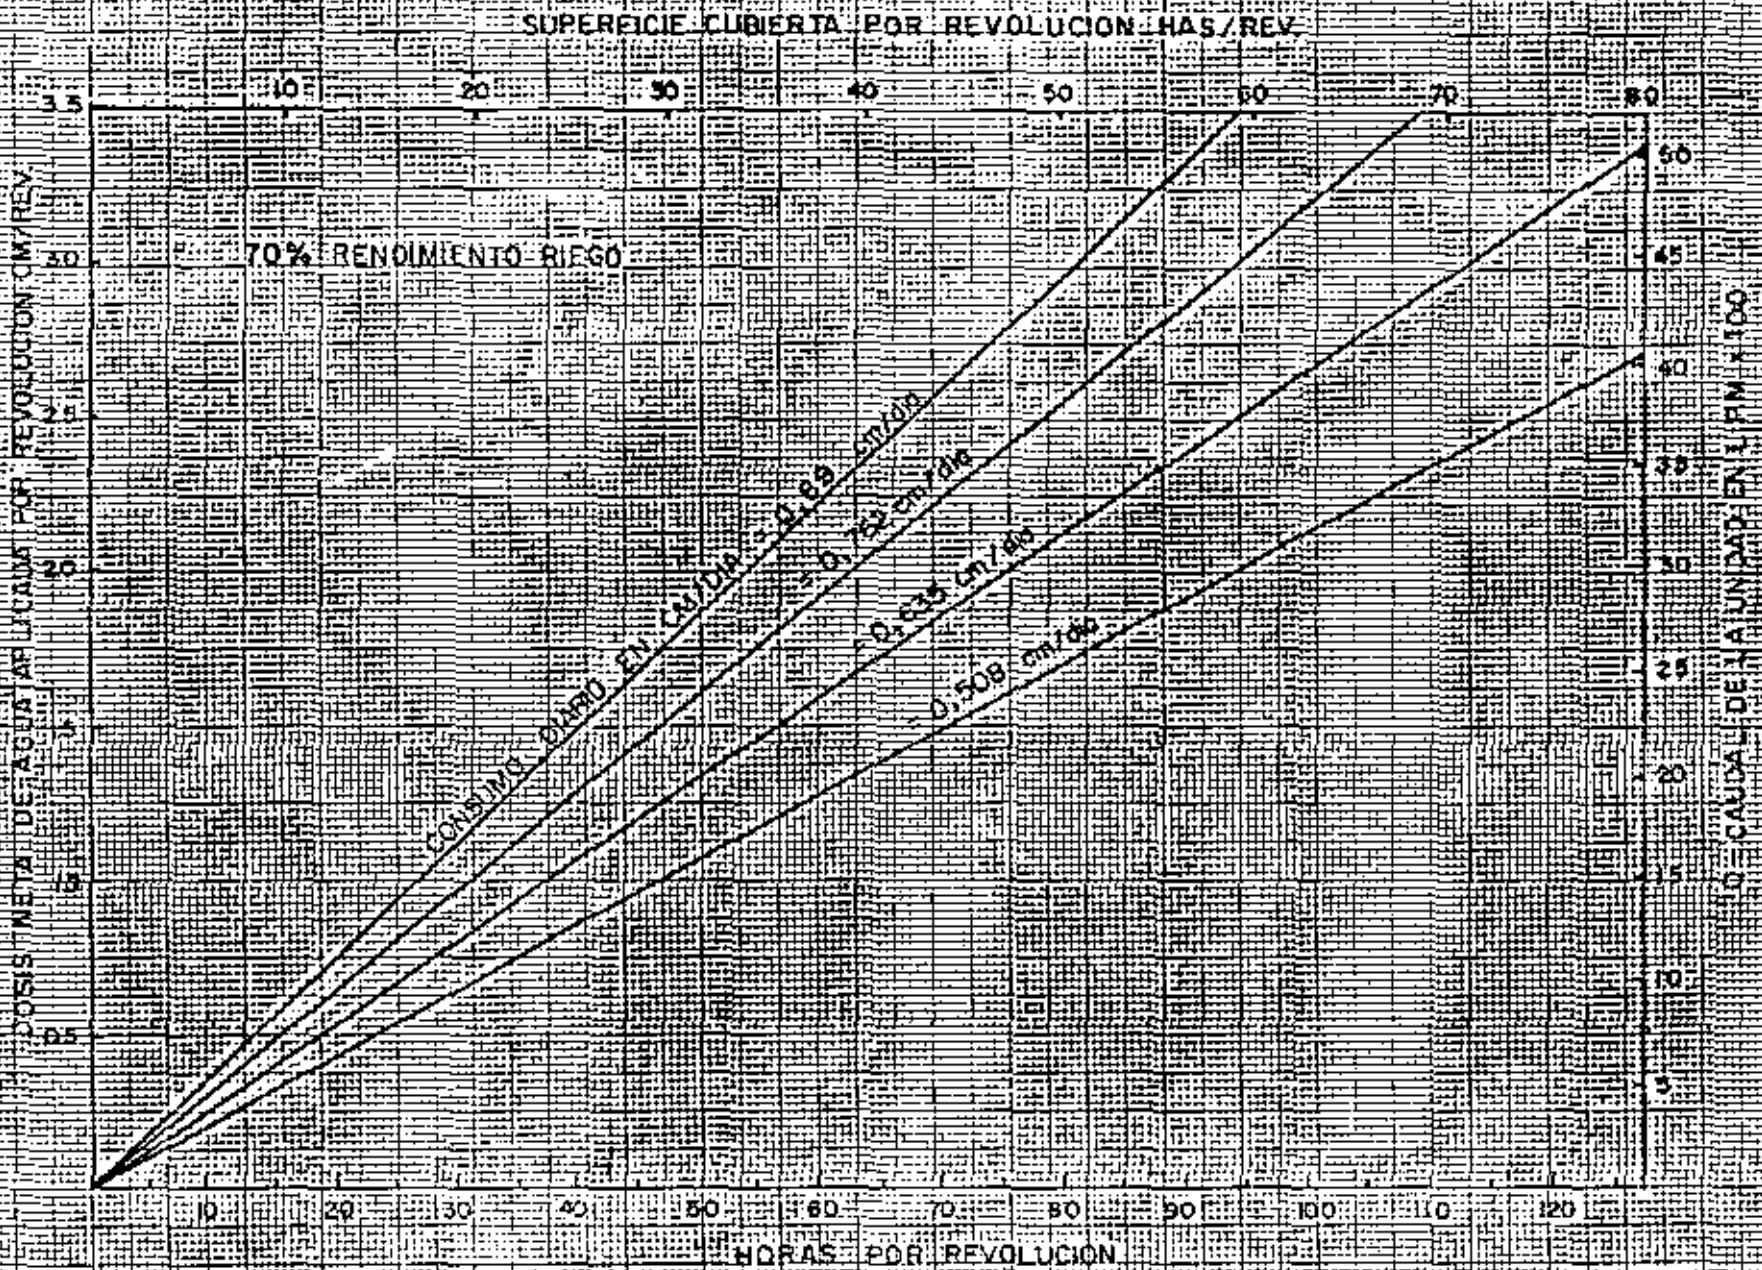 SUPERFICIE CUBIERTA POR REVOLUCION HAS/REV.
10 20 30 40 50 60 70 80
3.5
3.0
2.5
2.0
1.5
1.0
0.5
DOSIS NETA DE AGUA APLICADA POR REVOLUCION CM/REV.
70% RENDIMIENTO RIEGO
CONSUMO DIARIO EN CM/DIA = 0,89 cm/dia
= 0,762 cm/dia
= 0,635 cm/dia
= 0,508 cm/dia
50
45
40
35
30
25
20
15
10
5
Q = CAUDAL DE LA UNIDAD EN LPM x 100
10 20 30 40 50 60 70 80 90 100 110 120
HORAS POR REVOLUCION